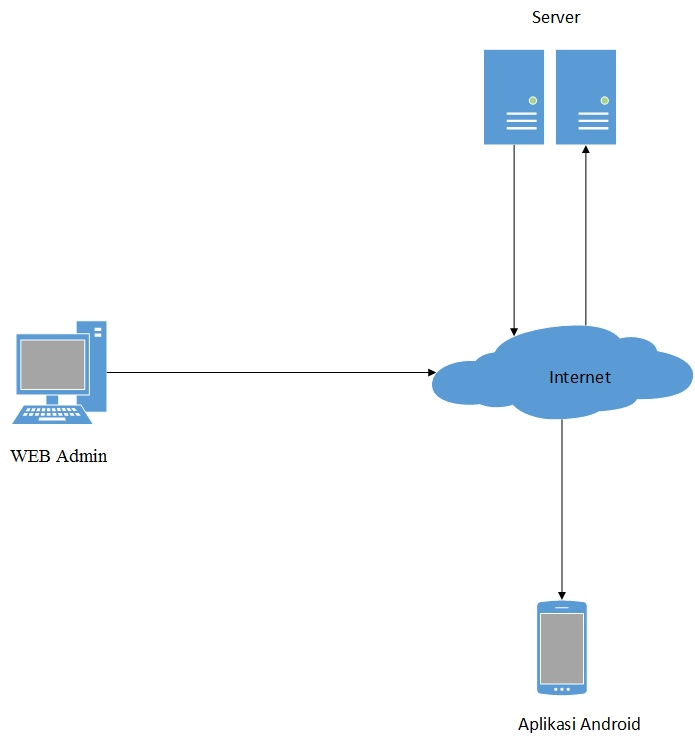 Server
Internet
WEB Admin
Aplikasi Android